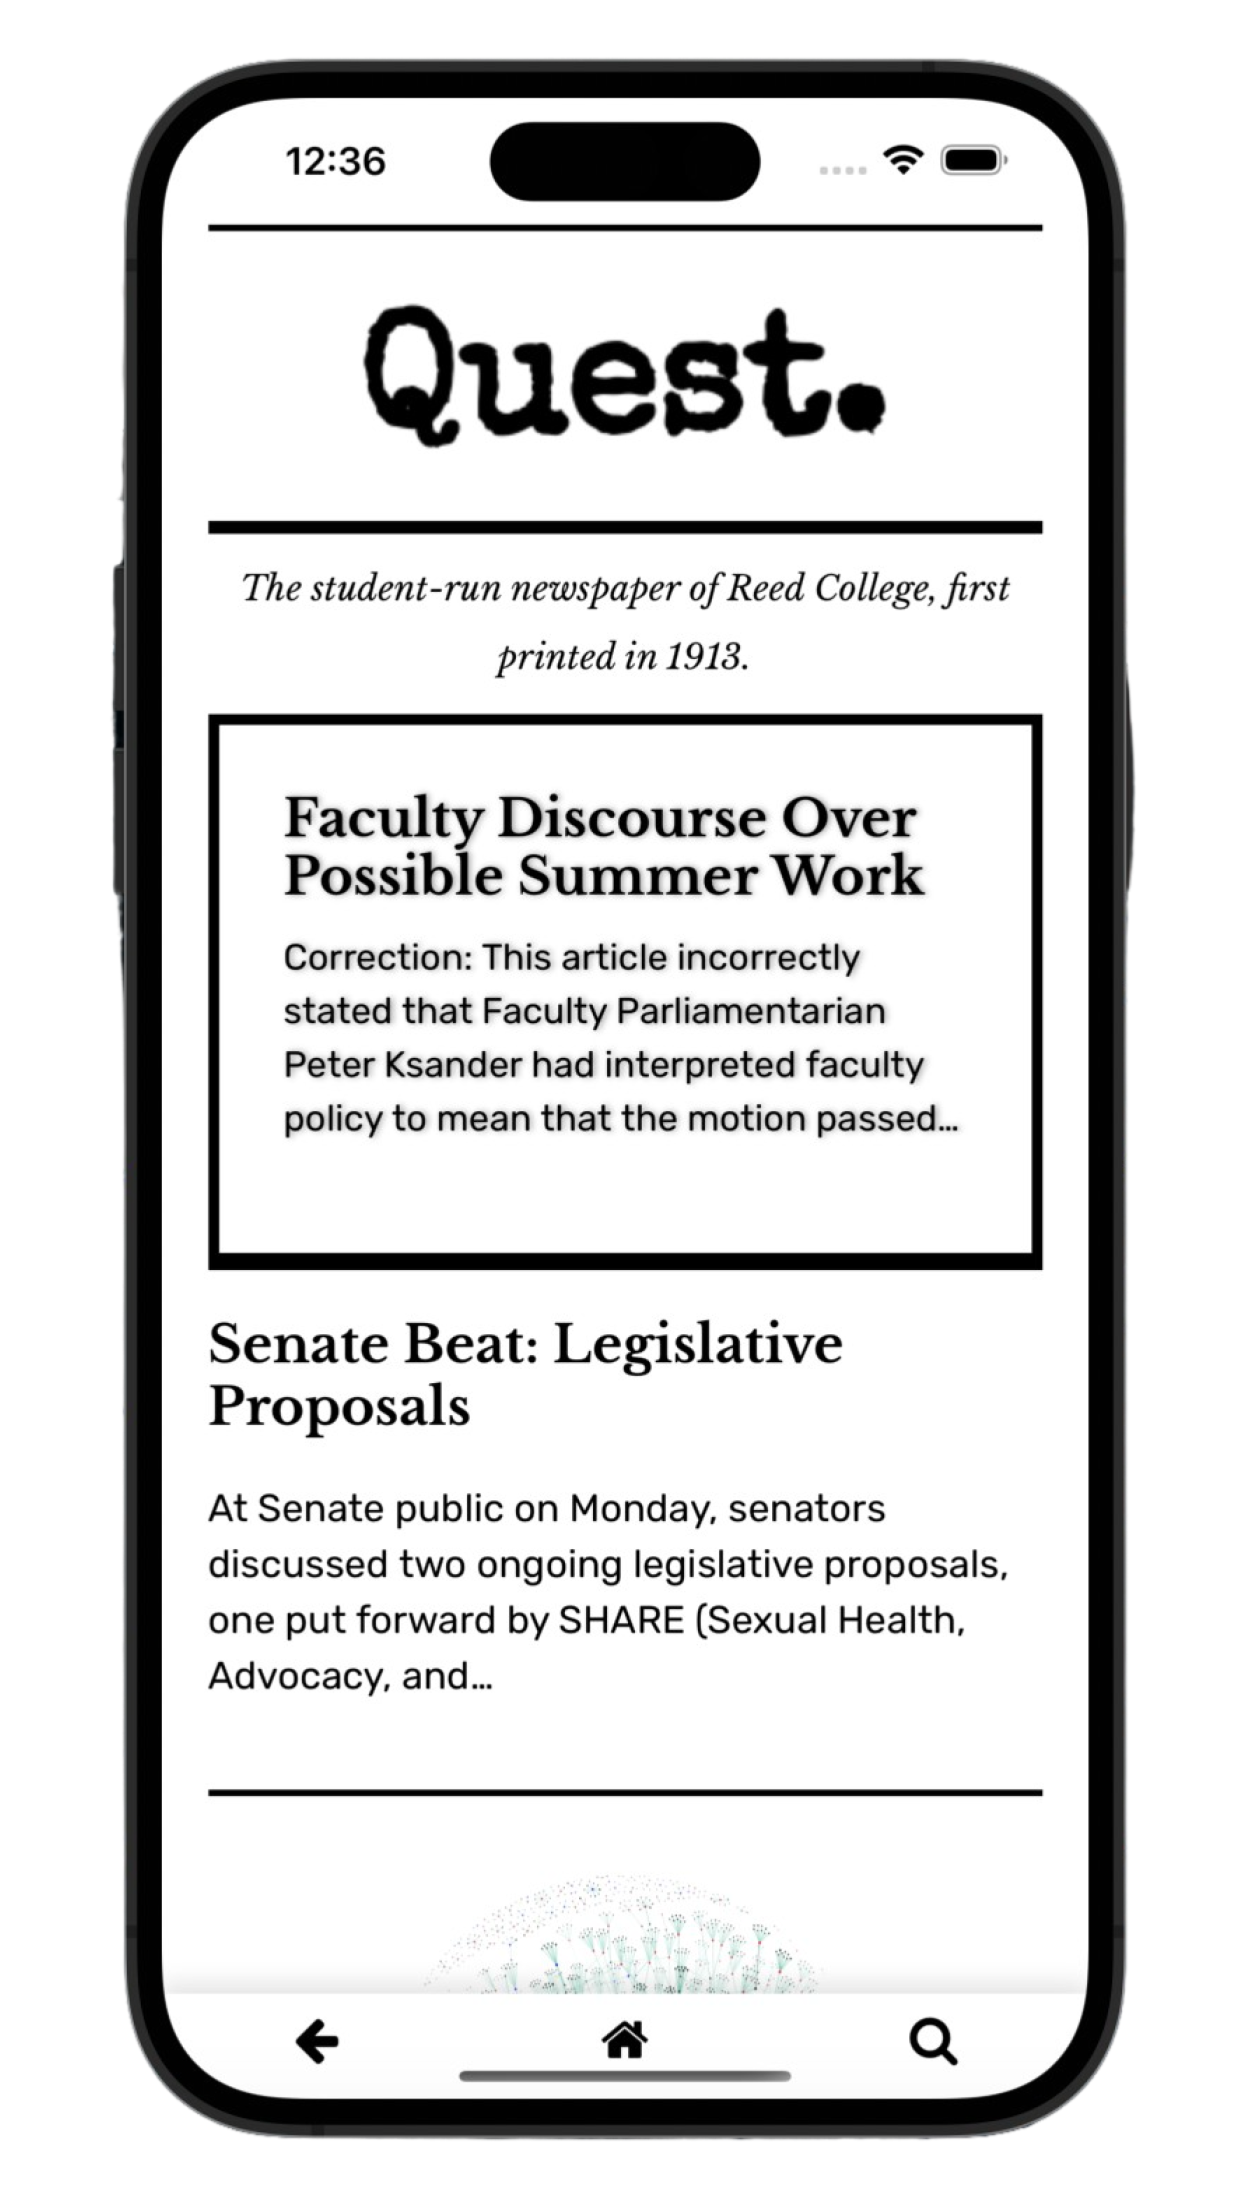 12:36
Quest.
The student-run newspaper of Reed College, first
printed in 1913.
Faculty Discourse Over
Possible Summer Work
Correction: This article incorrectly
stated that Faculty Parliamentarian
Peter Ksander had interpreted faculty
policy to mean that the motion passed...
Senate Beat: Legislative
Proposals
At Senate public on Monday, senators
discussed two ongoing legislative proposals,
one put forward by SHARE (Sexual Health,
Advocacy, and...